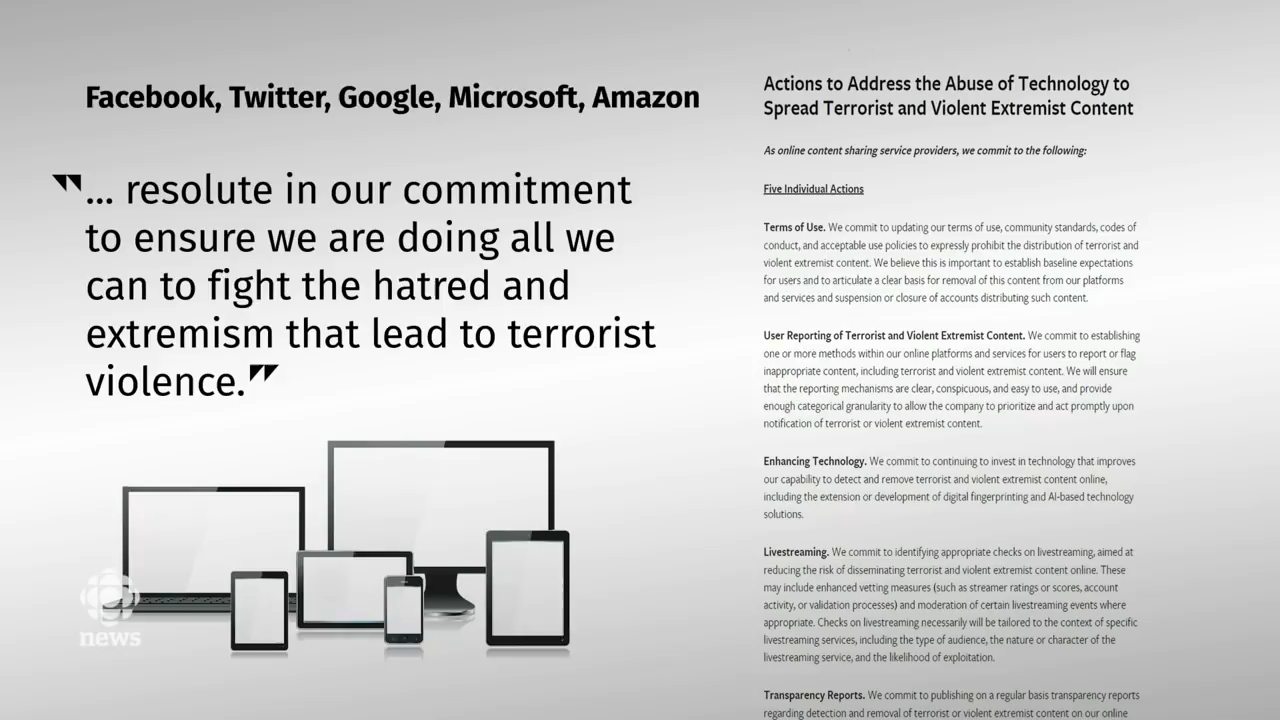 Facebook, Twitter, Google, Microsoft, Amazon
"... resolute in our commitment
to ensure we are doing all we
can to fight the hatred and
extremism that lead to terrorist
violence."
news
Actions to Address the Abuse of Technology to
Spread Terrorist and Violent Extremist Content
As online content sharing service providers, we commit to the following:
Five Individual Actions
Terms of Use. We commit to updating our terms of use, community standards, codes of
conduct, and acceptable use policies to expressly prohibit the distribution of terrorist and
violent extremist content. We believe this is important to establish baseline expectations
for users and to articulate a clear basis for removal of this content from our platforms
and services and suspension or closure of accounts distributing such content.
User Reporting of Terrorist and Violent Extremist Content. We commit to establishing
one or more methods within our online platforms and services for users to report or flag
inappropriate content, including terrorist and violent extremist content. We will ensure
that the reporting mechanisms are clear, conspicuous, and easy to use, and provide
enough categorical granularity to allow the company to prioritize and act promptly upon
notification of terrorist or violent extremist content.
Enhancing Technology. We commit to continuing to invest in technology that improves
our capability to detect and remove terrorist and violent extremist content online,
including the extension or development of digital fingerprinting and AI-based technology
solutions.
Livestreaming. We commit to identifying appropriate checks on livestreaming, aimed at
reducing the risk of disseminating terrorist and violent extremist content online. These
may include enhanced vetting measures (such as streamer ratings or scores, account
activity, or validation processes) and moderation of certain livestreaming events where
appropriate. Checks on livestreaming necessarily will be tailored to the context of specific
livestreaming services, including the type of audience, the nature or character of the
livestreaming service, and the likelihood of exploitation.
Transparency Reports. We commit to publishing on a regular basis transparency reports
regarding detection and removal of terrorist or violent extremist content on our online